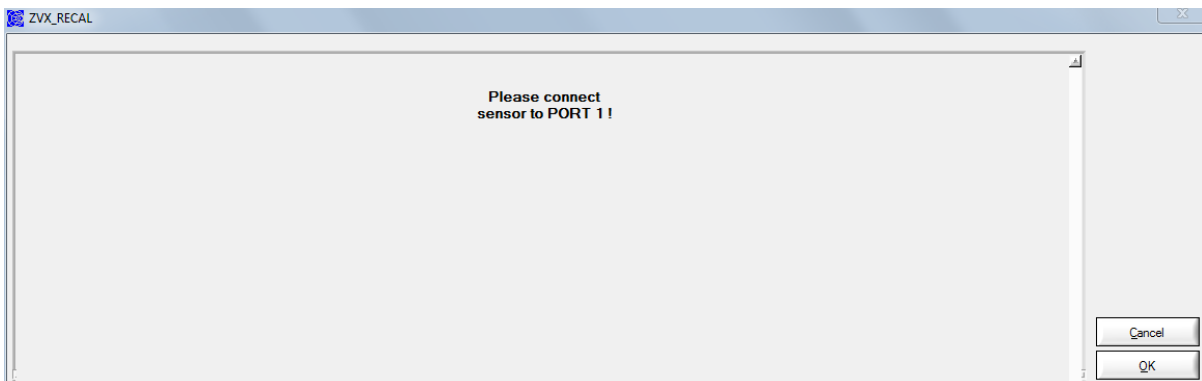 ZVX_RECAL
Please connect
sensor to PORT 1 !
Cancel
OK